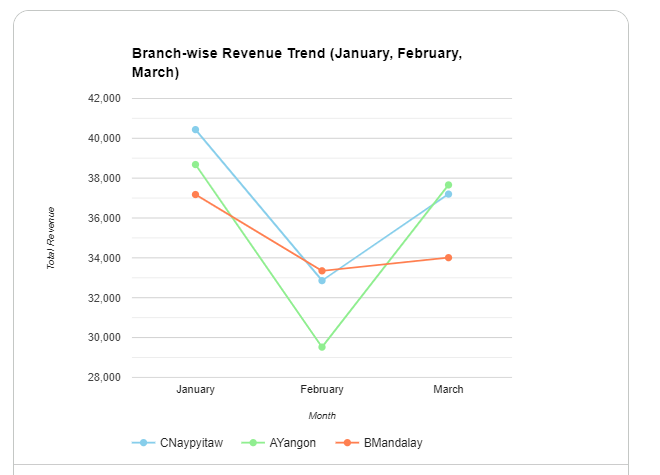 Branch-wise Revenue Trend (January, February,
March)
42,000
40,000
38,000
36,000
34,000
32,000
30,000
28,000
Total Revenue
January February March
Month
CNaypyitaw AYangon BMandalay